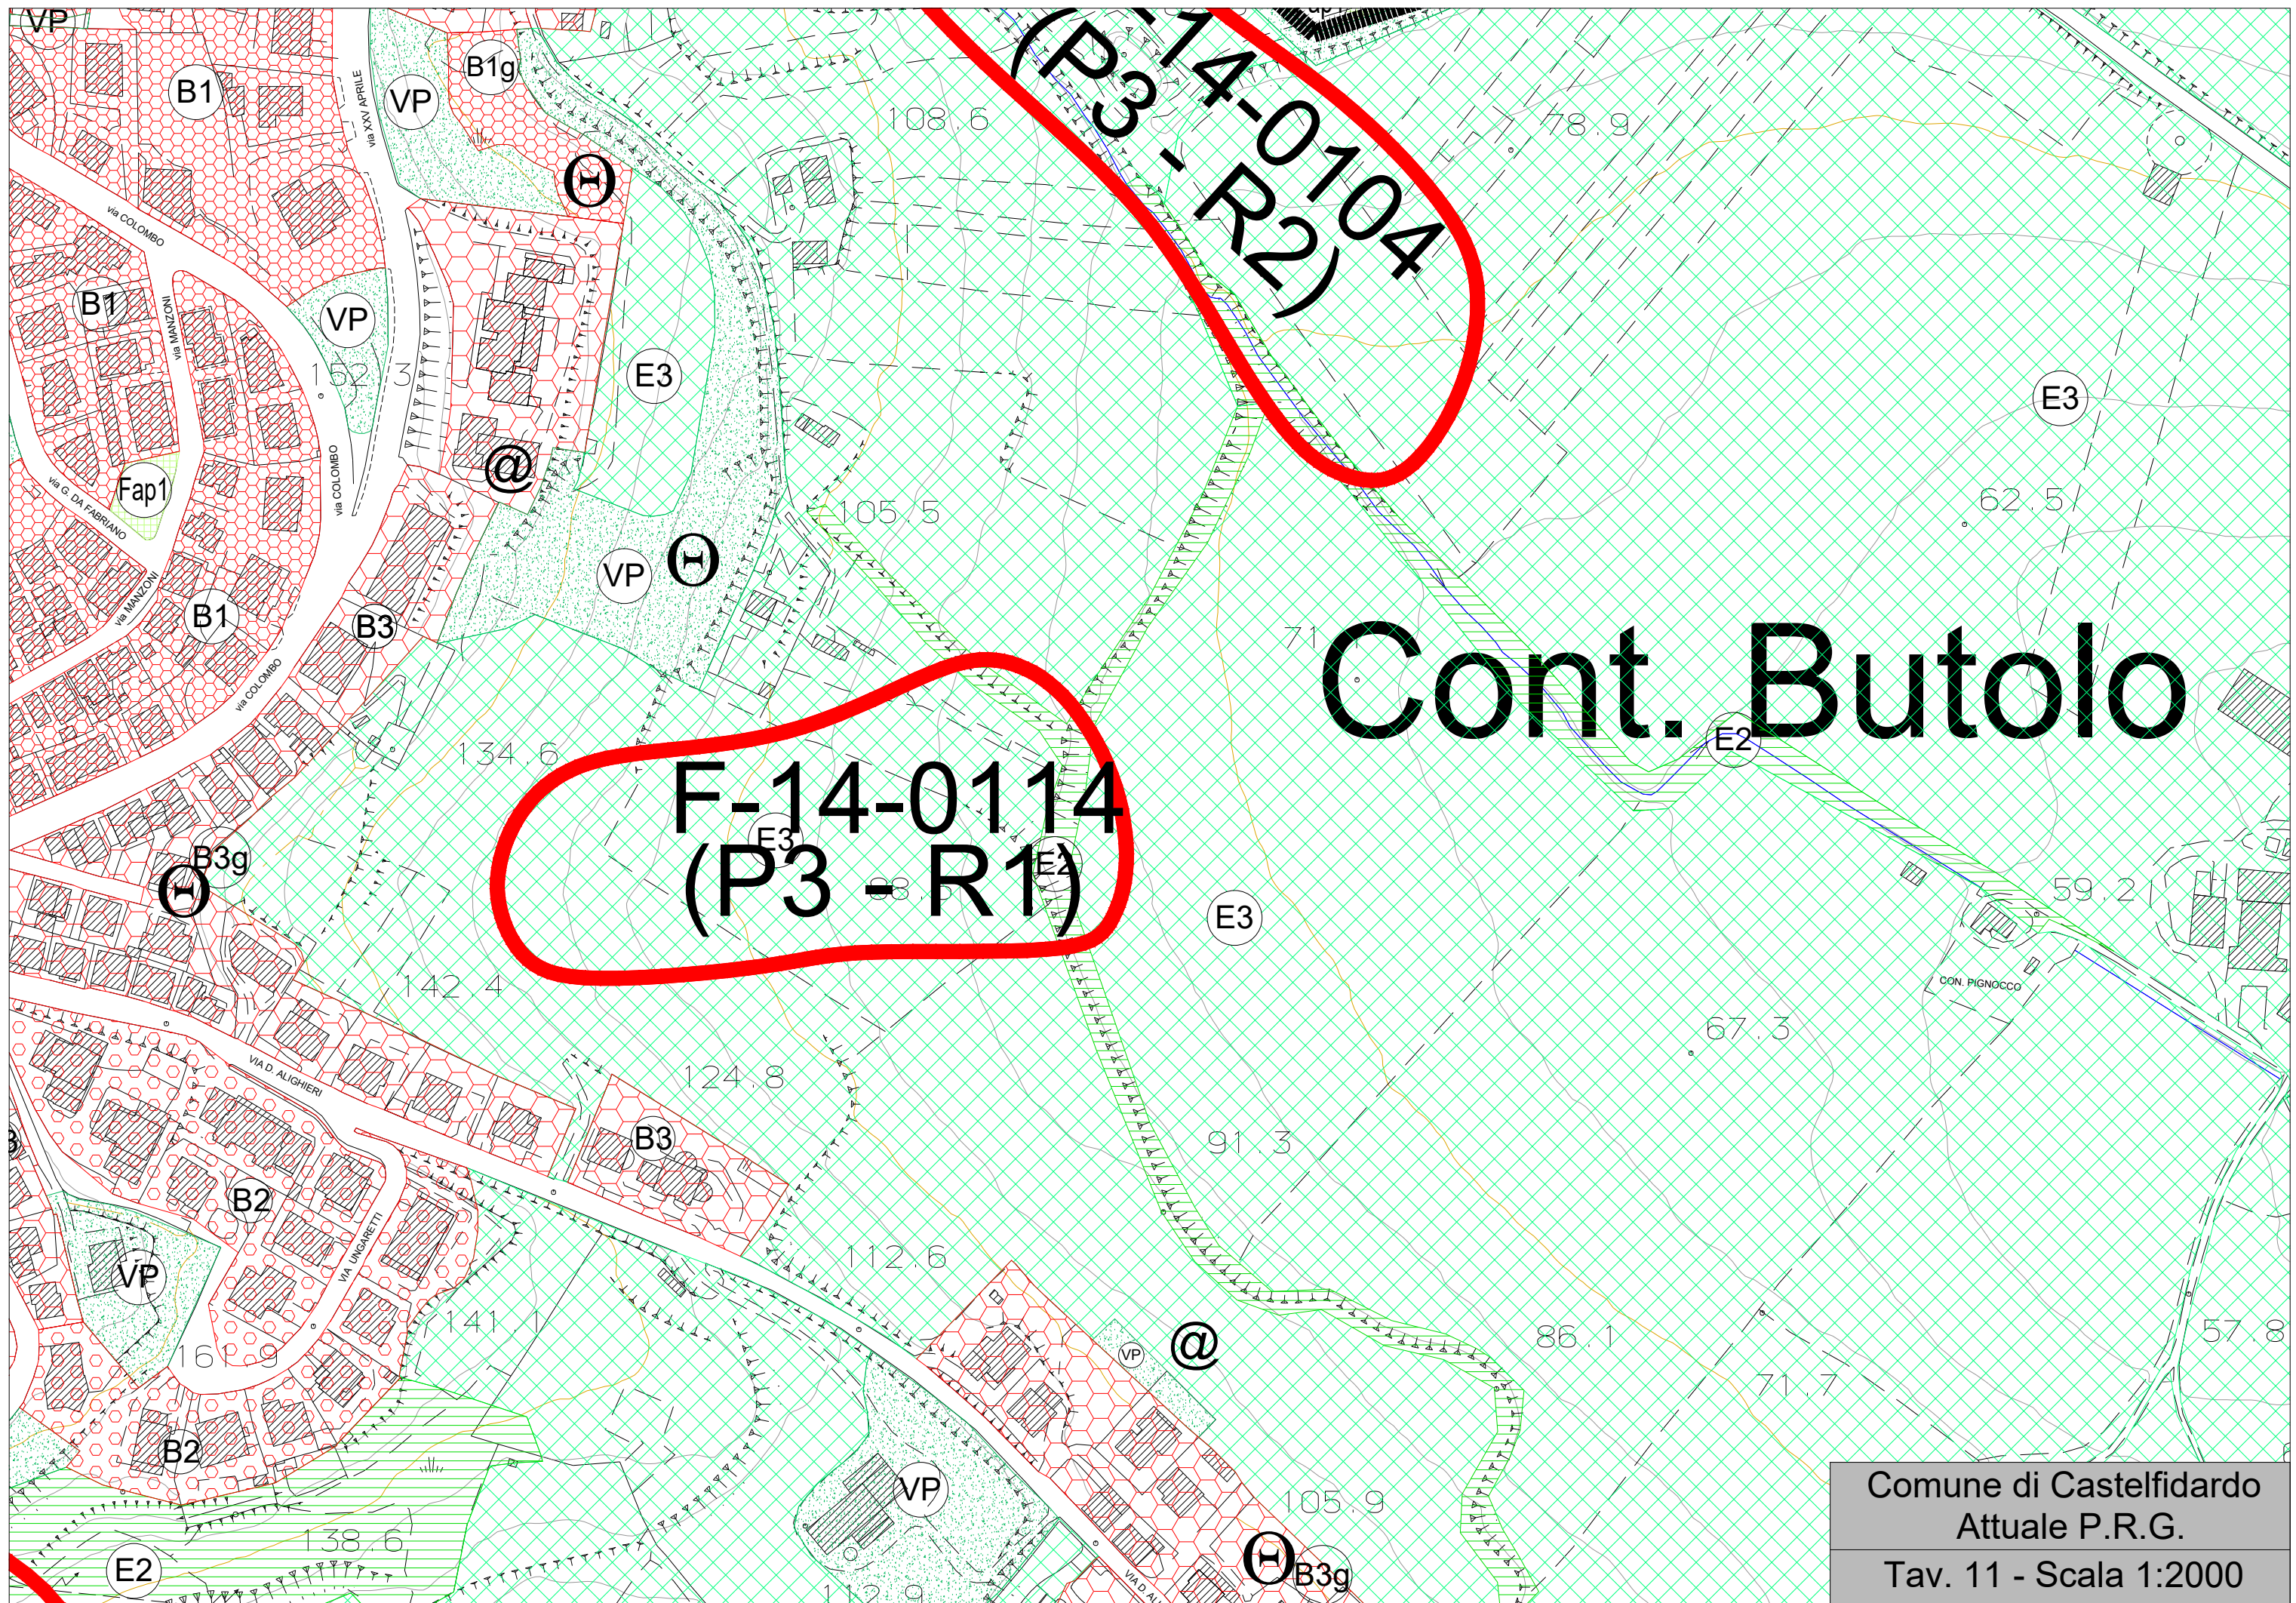 VP
B1
via XXV APRILE
VP
B1g
Θ
108.6
F-14-0104
(P3 - R2)
78.9
via COLOMBO
B1
via MANZONI
VP
152.3
E3
E3
@
Fap1
via G. DA FABRIANO
via COLOMBO
105.5
62.5
VP
Θ
via MANZONI
B1
B3
via COLOMBO
71.
Cont. Butolo
E2
134.6
F-14-0114
(P3 - R1)
E3
98.
E2
E3
B3g
Θ
59.2
142.4
CON. PIGNOCCO
67.3
VIA D. ALIGHIERI
124.8
B3
91.3
B2
VIA UNGARETTI
VP
112.6
141.1
161.9
VP
@
86.1
57.8
71.7
B2
VP
105.9
138.6
E2
Θ
B3g
112.9
VIA D. AL
Comune di Castelfidardo
Attuale P.R.G.
Tav. 11 - Scala 1:2000